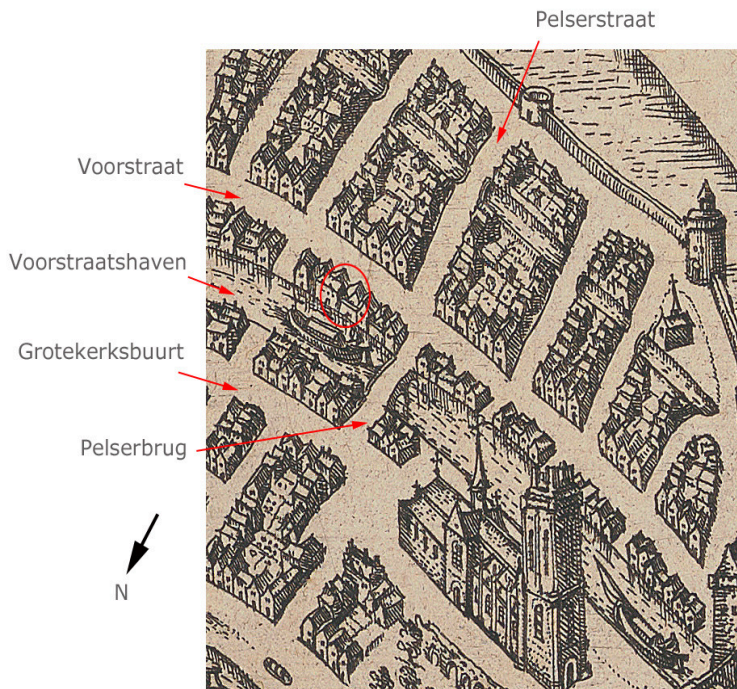 Pelserstraat
Voorstraat
Voorstraatshaven
Grotekerksbuurt
Pelserbrug
N